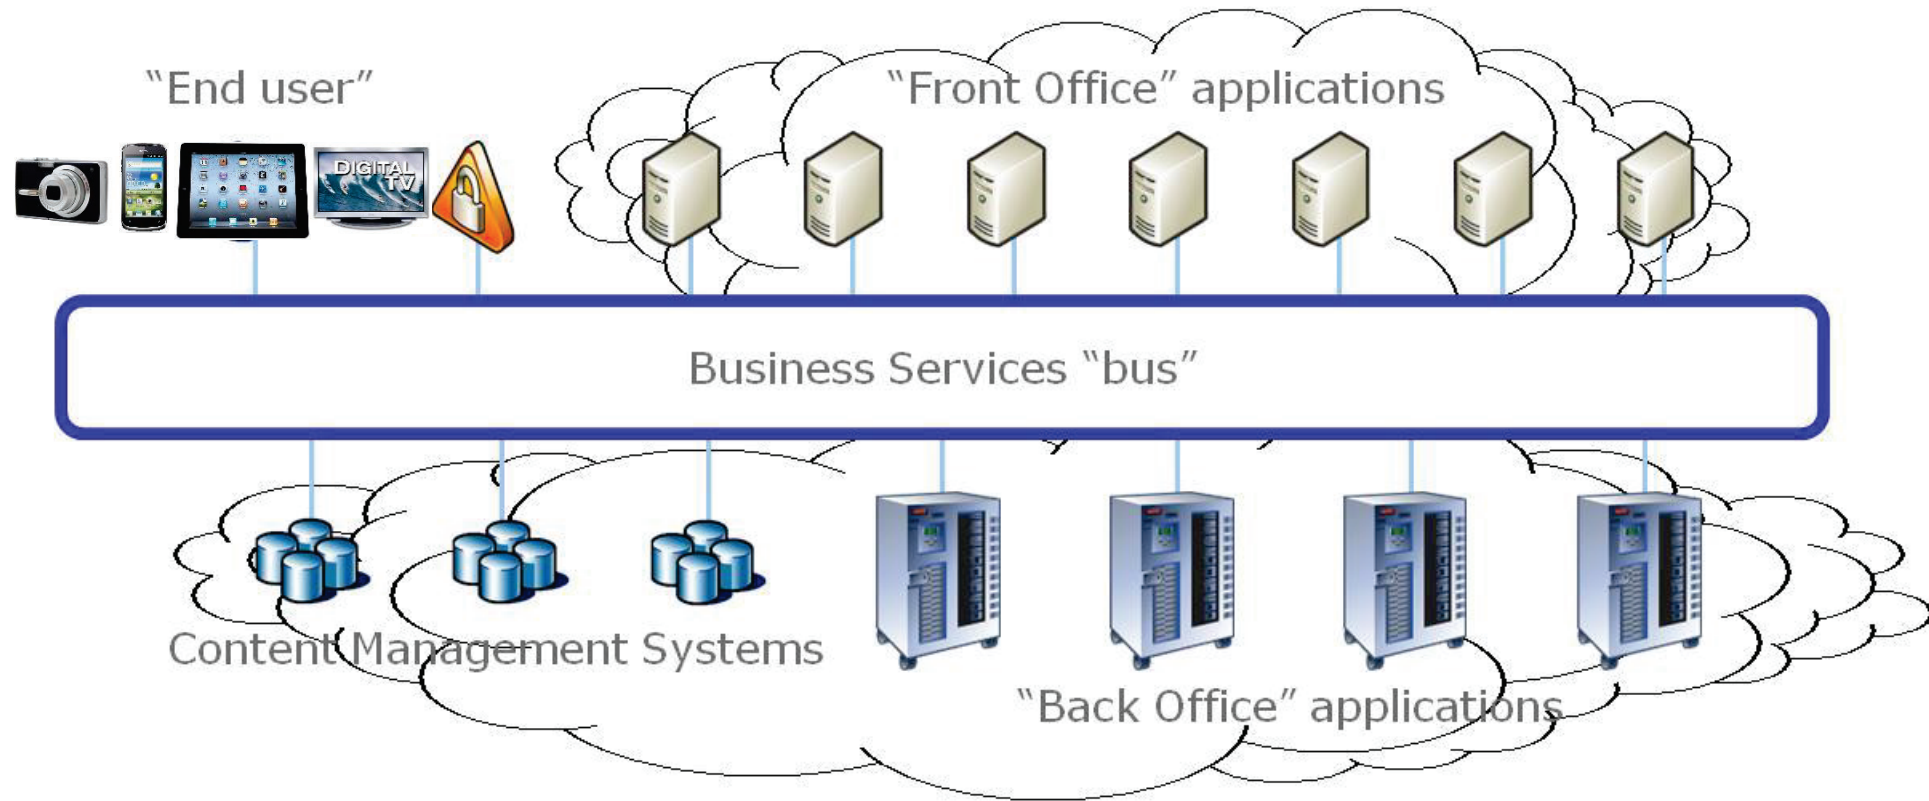 “End user”
“Front Office” applications
DIGITAL
TV
Business Services “bus”
Content Management Systems
“Back Office” applications